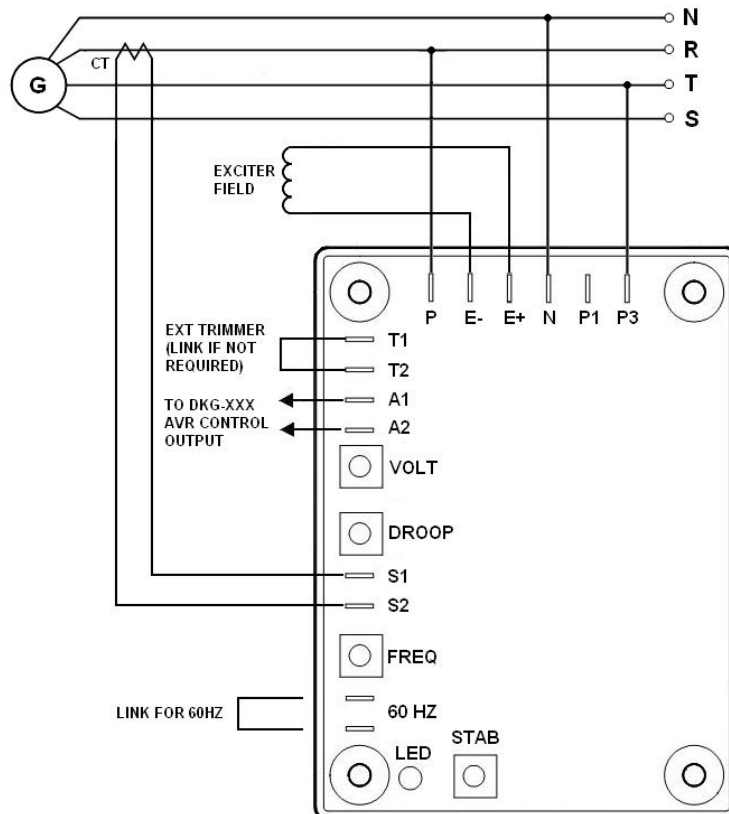 N
R
CT
G
T
S
EXCITER
FIELD
P
E-
E+
N
P1
P3
EXT TRIMMER
(LINK IF NOT
REQUIRED)
T1
T2
TO DKG-XXX
AVR CONTROL
OUTPUT
A1
A2
VOLT
DROOP
S1
S2
FREQ
LINK FOR 60HZ
60 HZ
LED
STAB